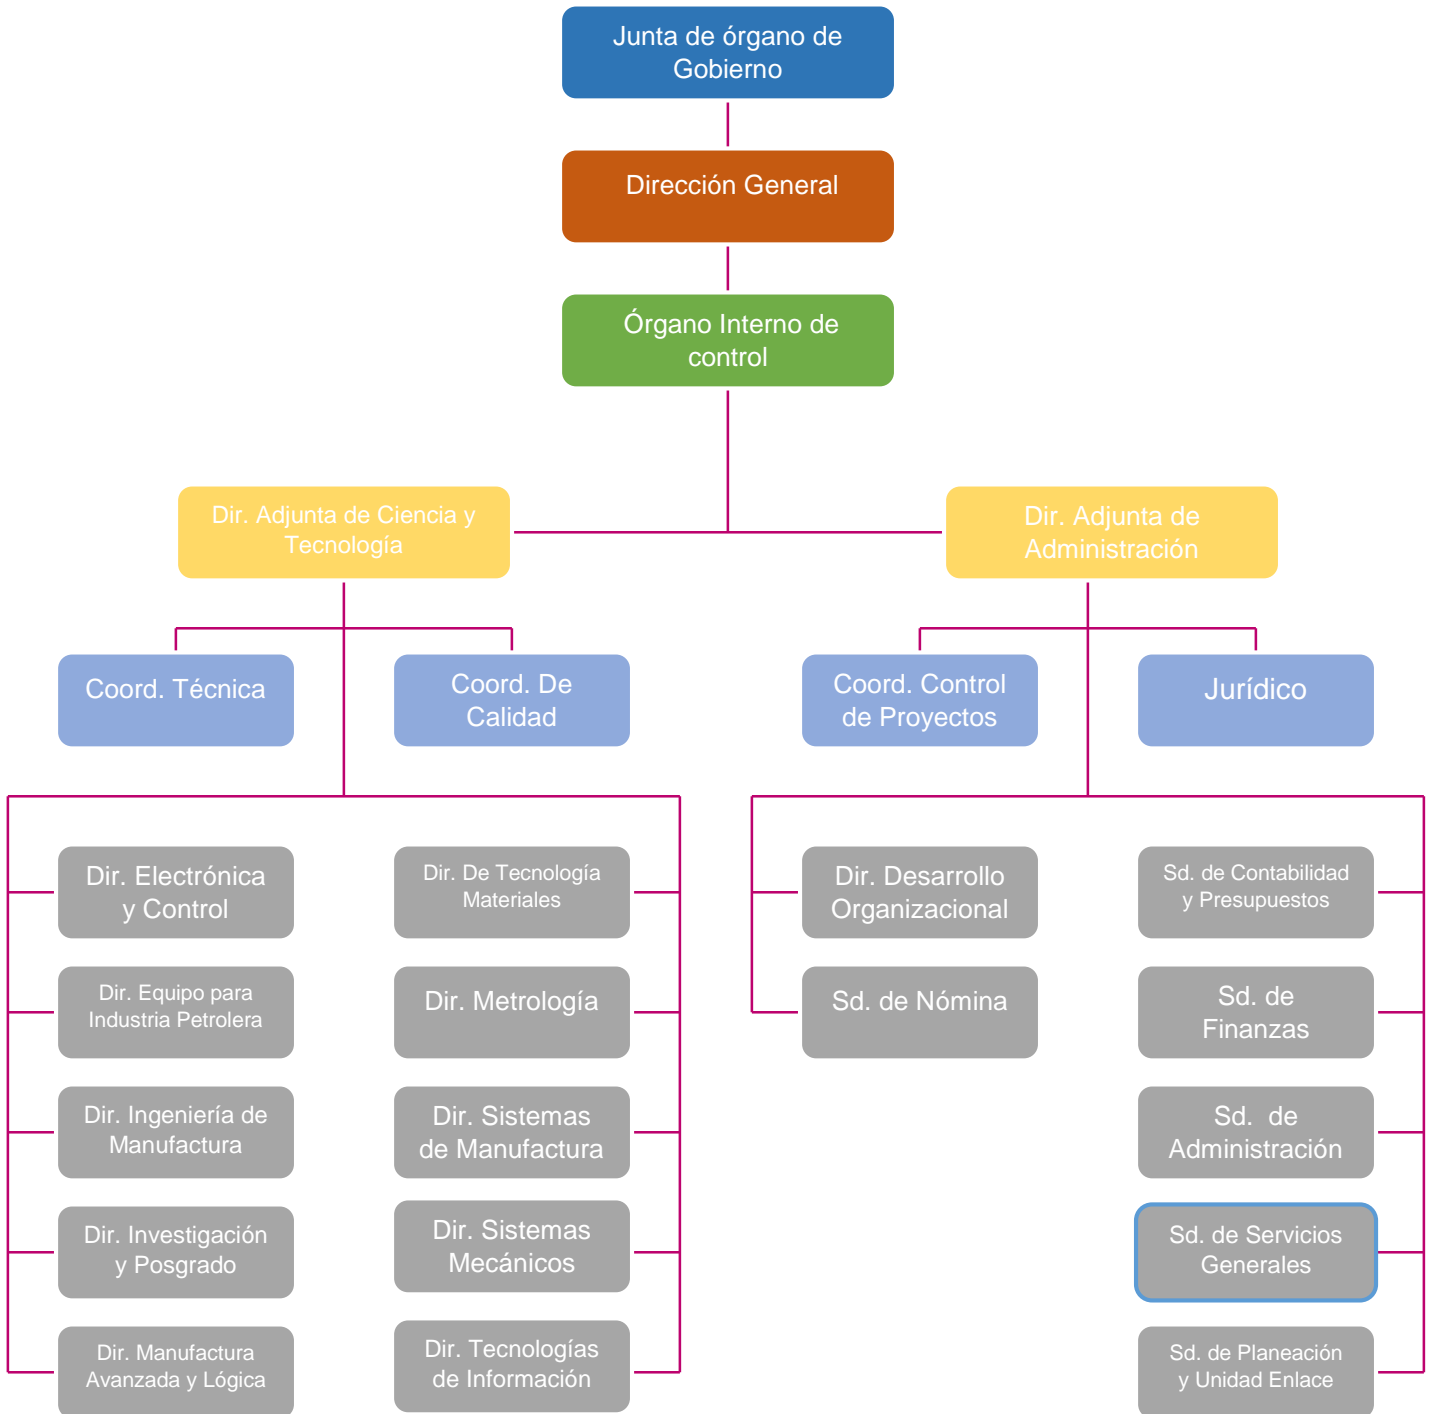 Junta de órgano de
Gobierno
Dirección General
Órgano Interno de
control
Dir. Adjunta de Ciencia y
Tecnología
Dir. Adjunta de
Administración
Coord. Técnica
Coord. De
Calidad
Coord. Control
de Proyectos
Jurídico
Dir. Electrónica
y Control
Dir. De Tecnología
Materiales
Dir. Desarrollo
Organizacional
Sd. de Contabilidad
y Presupuestos
Dir. Equipo para
Industria Petrolera
Dir. Metrología
Sd. de Nómina
Sd. de
Finanzas
Dir. Ingeniería de
Manufactura
Dir. Sistemas
de Manufactura
Sd. de
Administración
Dir. Investigación
y Posgrado
Dir. Sistemas
Mecánicos
Sd. de Servicios
Generales
Dir. Manufactura
Avanzada y Lógica
Dir. Tecnologías
de Información
Sd. de Planeación
y Unidad Enlace